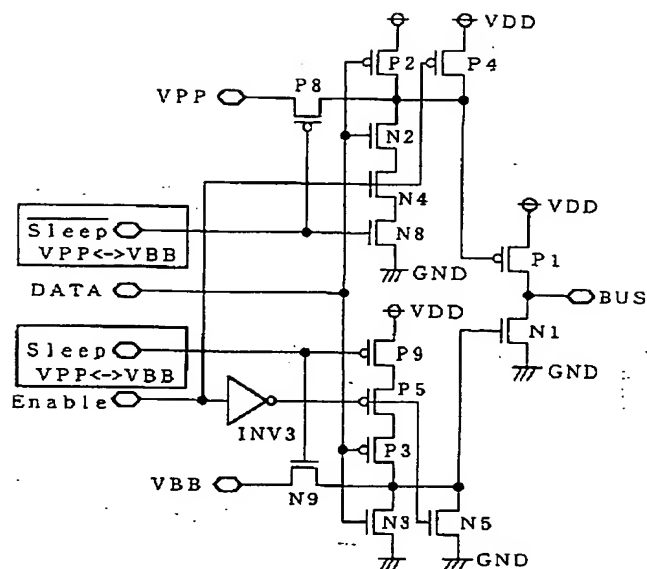 VDD
P2
P4
P8
VPP
N2
N4
Sleep
VPP<->VBB
N8
VDD
GND
P1
DATA
VDD
BUS
Sleep
VPP<->VBB
P9
N1
GND
Enable
P5
INV3
P3
VBB
N9
N3
N5
GND